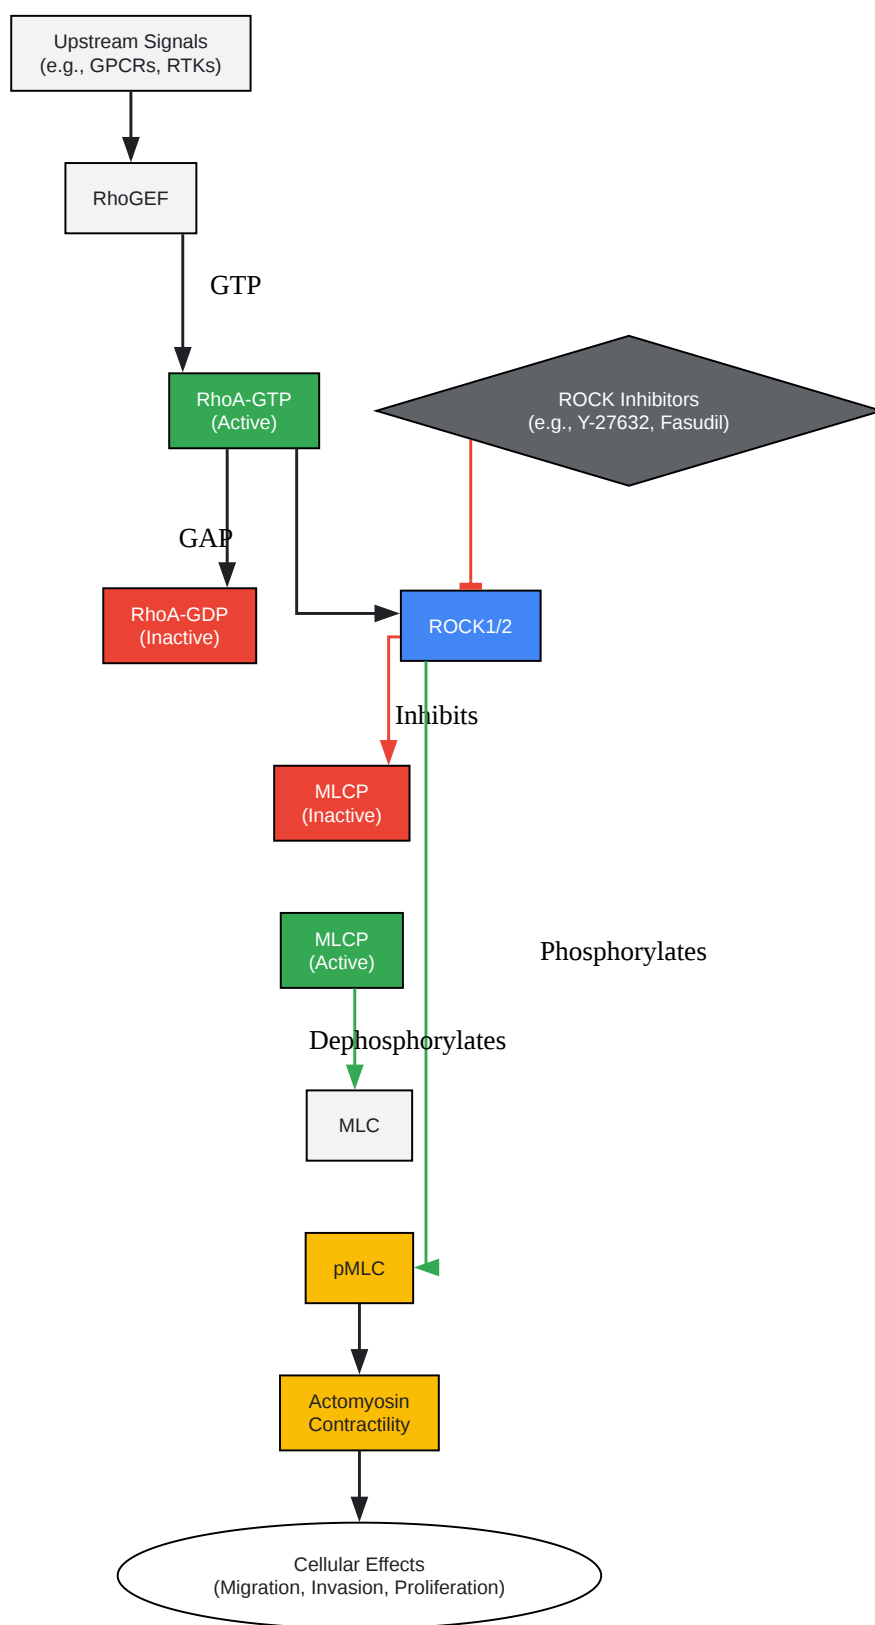 Upstream Signals
(e.g., GPCRs, RTKs)
RhoGEF
GTP
RhoA-GTP
(Active)
ROCK Inhibitors
(e.g., Y-27632, Fasudil)
GAP
RhoA-GDP
(Inactive)
ROCK1/2
Inhibits
MLCP
(Inactive)
MLCP
(Active)
Phosphorylates
Dephosphorylates
MLC
pMLC
Actomyosin
Contractility
Cellular Effects
(Migration, Invasion, Proliferation)